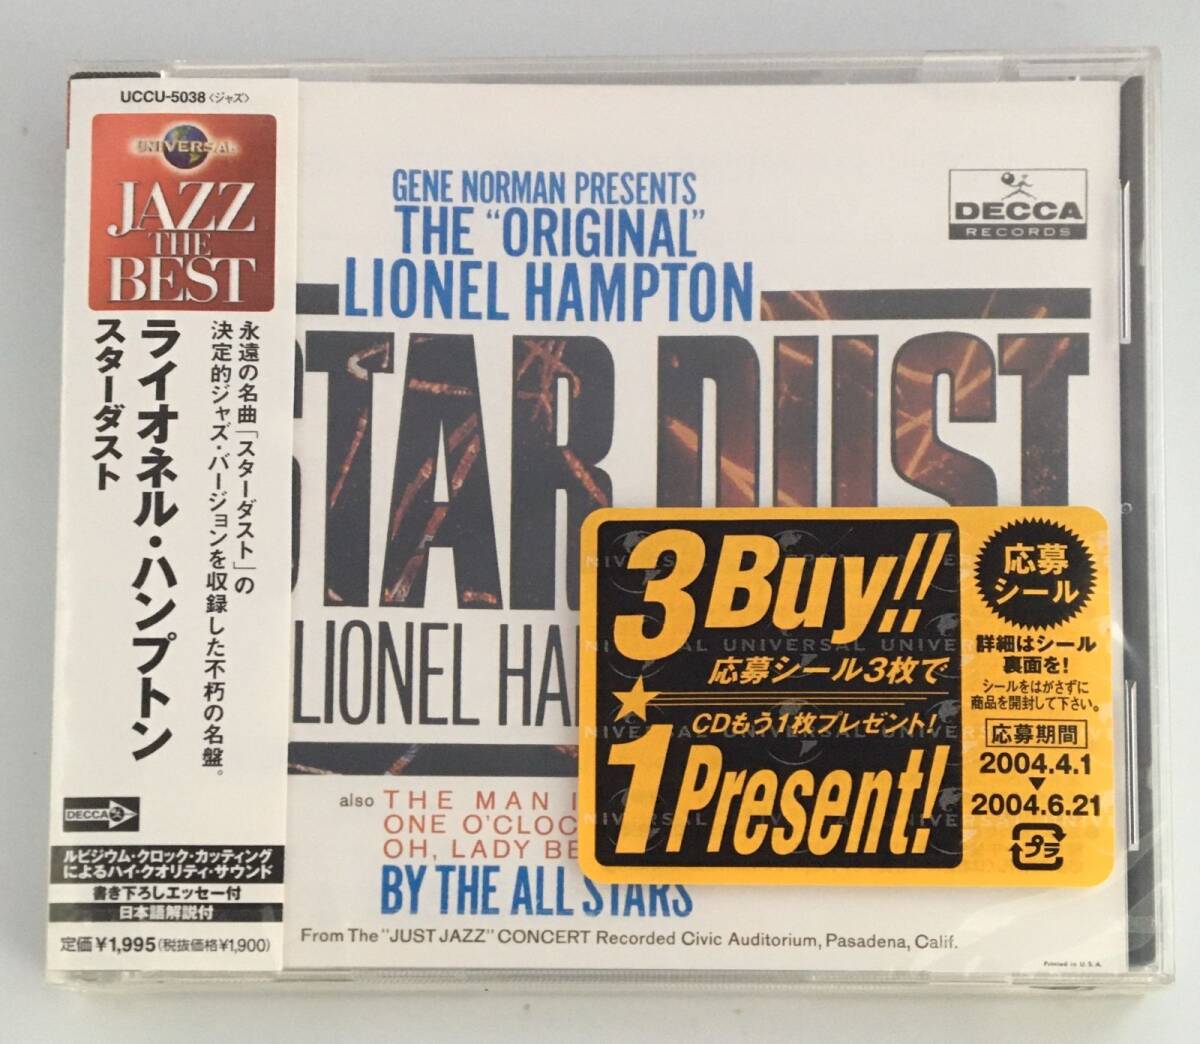 UCCU-5038〈ジャズ〉
UNIVERSAL
JAZZ
THE
BEST
永遠の名曲「スターダスト」の
決定的ジャズ・バージョンを収録した不朽の名盤。
ライオネル・ハンプトン
スターダスト
DECCA
ルビジウム・クロック・カッティング
によるハイ・クオリティ・サウンド
書き下ろしエッセー付
日本語解説付
定価¥1,995(税抜価格¥1,900)
GENE NORMAN PRESENTS
THE "ORIGINAL"
LIONEL HAMPTON
DECCA
RECORDS
STAR DUST
LIONEL HA
also THE MAN I
ONE O'CLOC
OH, LADY BE
BY THE ALL STARS
From The "JUST JAZZ" CONCERT Recorded Civic Auditorium, Pasadena, Calif.
Printed in U.S.A.
3 Buy!!
応募シール3枚で
CDもう1枚プレゼント!
1 Present!
UNIVERSAL
応募
シール
詳細はシール
裏面を!
シールをはがさずに
商品を開封して下さい。
応募期間
2004.4.1
▼
2004.6.21
プラ